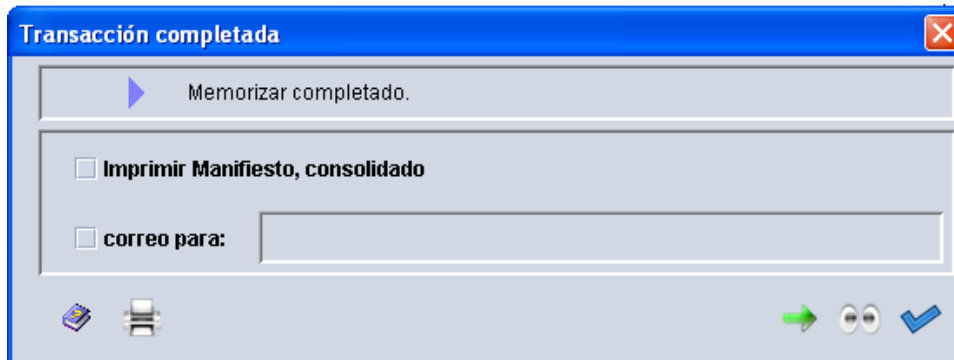 Transacción completada
Memorizar completado.
Imprimir Manifiesto, consolidado
correo para: